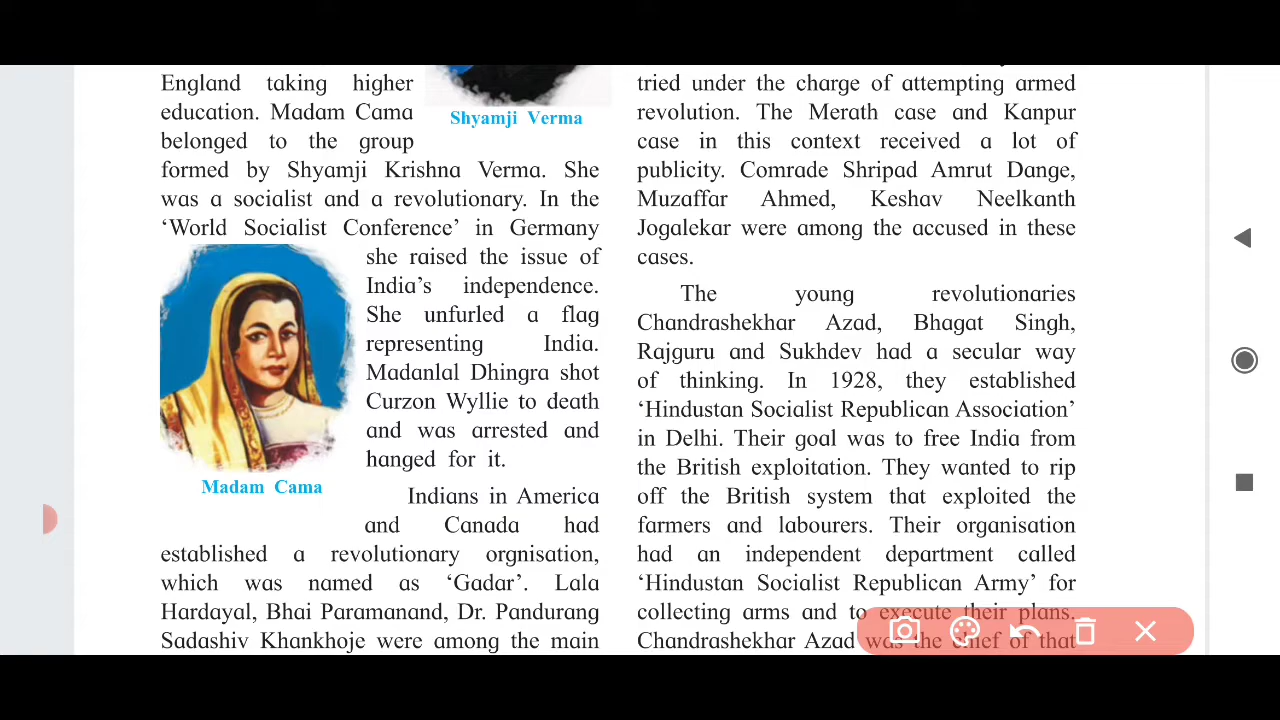 England taking higher
education. Madam Cama
belonged to the group
Shyamji Verma
formed by Shyamji Krishna Verma. She
was a socialist and a revolutionary. In the
‘World Socialist Conference’ in Germany
she raised the issue of
India’s independence.
She unfurled a flag
representing India.
Madanlal Dhingra shot
Curzon Wyllie to death
and was arrested and
hanged for it.
Madam Cama
Indians in America
and Canada had
established a revolutionary orgnisation,
which was named as ‘Gadar’. Lala
Hardayal, Bhai Paramanand, Dr. Pandurang
Sadashiv Khankhoje were among the main
tried under the charge of attempting armed
revolution. The Merath case and Kanpur
case in this context received a lot of
publicity. Comrade Shripad Amrut Dange,
Muzaffar Ahmed, Keshav Neelkanth
Jogalekar were among the accused in these
cases.
The young revolutionaries
Chandrashekhar Azad, Bhagat Singh,
Rajguru and Sukhdev had a secular way
of thinking. In 1928, they established
‘Hindustan Socialist Republican Association’
in Delhi. Their goal was to free India from
the British exploitation. They wanted to rip
off the British system that exploited the
farmers and labourers. Their organisation
had an independent department called
‘Hindustan Socialist Republican Army’ for
collecting arms and to execute their plans.
Chandrashekhar Azad was the chief of that